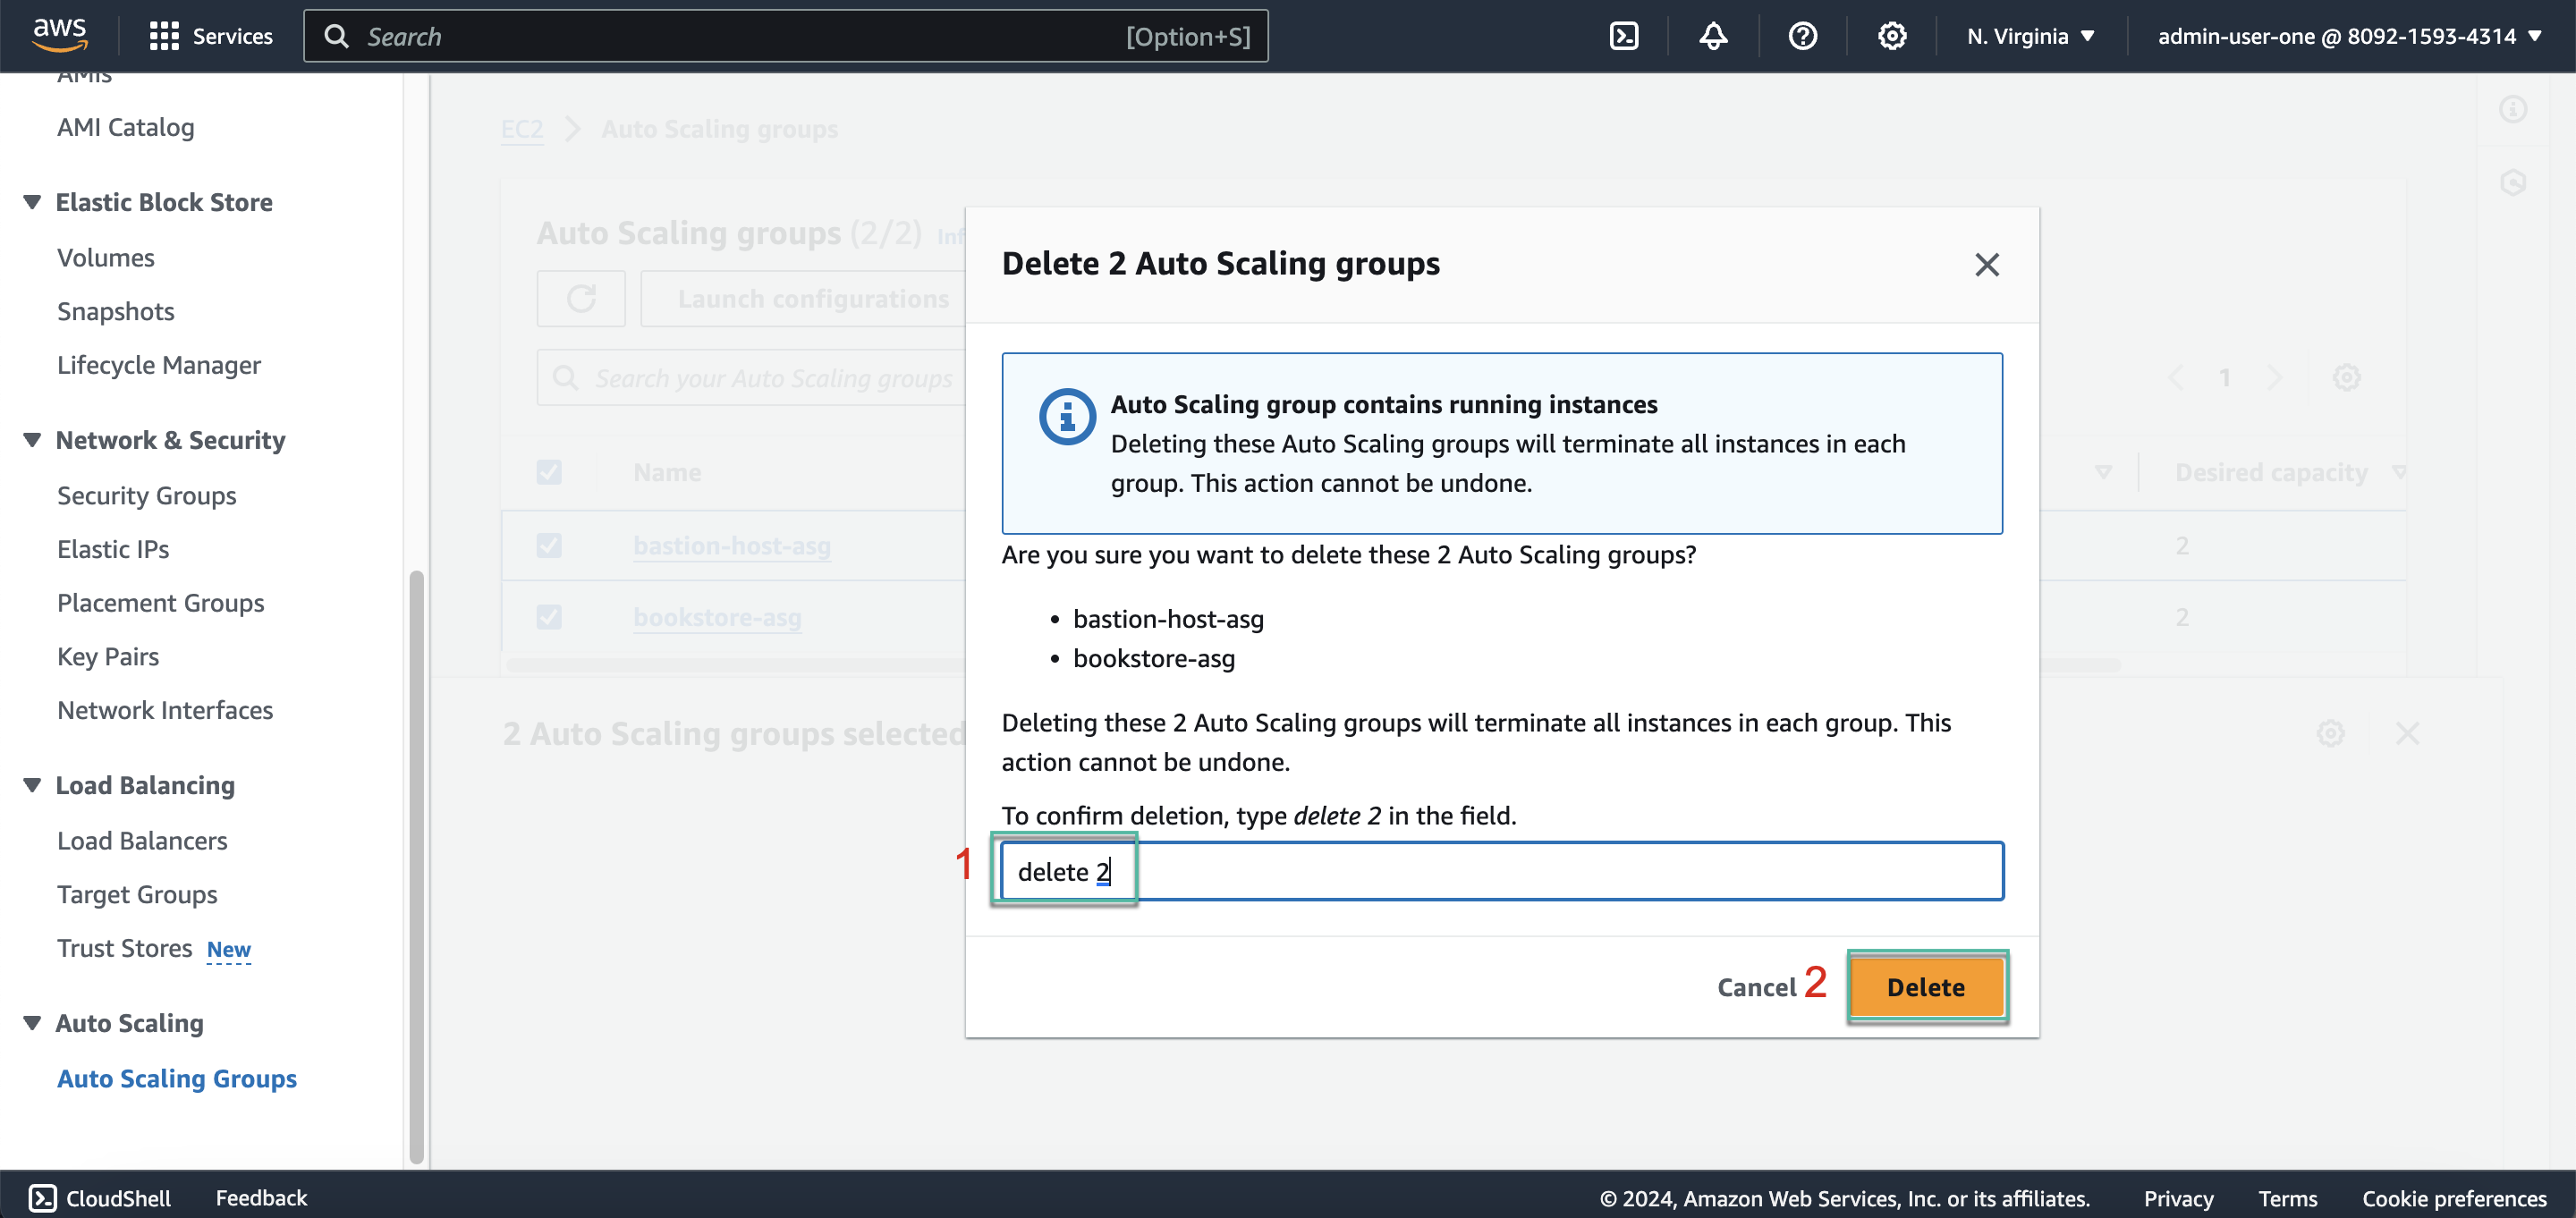 aws
Services
Search
[Option+S]
N. Virginia
admin-user-one @ 8092-1593-4314
AMIs
AMI Catalog
Elastic Block Store
Volumes
Snapshots
Lifecycle Manager
Network & Security
Security Groups
Elastic IPs
Placement Groups
Key Pairs
Network Interfaces
Load Balancing
Load Balancers
Target Groups
Trust Stores New
Auto Scaling
Auto Scaling Groups
EC2
Auto Scaling groups
Auto Scaling groups (2/2) Inf
Launch configurations
Search your Auto Scaling groups
1
Name
Desired capacity
bastion-host-asg
2
bookstore-asg
2
2 Auto Scaling groups selected
Delete 2 Auto Scaling groups
Auto Scaling group contains running instances
Deleting these Auto Scaling groups will terminate all instances in each
group. This action cannot be undone.
Are you sure you want to delete these 2 Auto Scaling groups?
• bastion-host-asg
• bookstore-asg
Deleting these 2 Auto Scaling groups will terminate all instances in each group. This
action cannot be undone.
To confirm deletion, type delete 2 in the field.
1
delete 2
Cancel
2
Delete
CloudShell
Feedback
© 2024, Amazon Web Services, Inc. or its affiliates.
Privacy
Terms
Cookie preferences